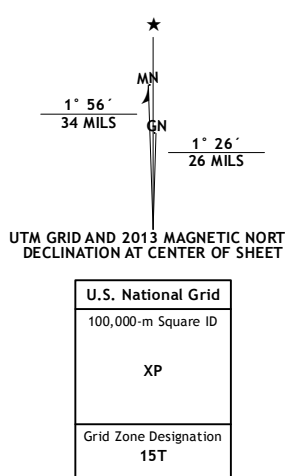 MN
1° 56´
34 MILS
GN
1° 26´
26 MILS
UTM GRID AND 2013 MAGNETIC NORT
DECLINATION AT CENTER OF SHEET
U.S. National Grid
100,000-m Square ID
XP
Grid Zone Designation
15T